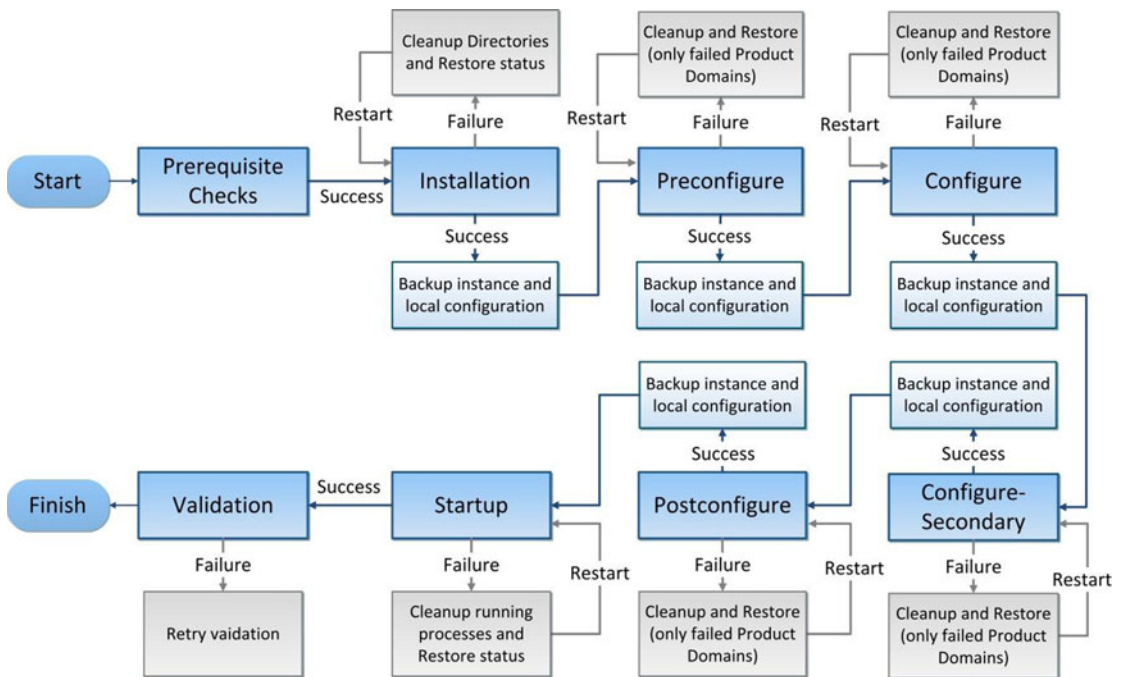 Cleanup Directories
and Restore status
Cleanup and Restore
(only failed Product
Domains)
Cleanup and Restore
(only failed Product
Domains)
Restart
Failure
Restart
Failure
Restart
Failure
Start
Prerequisite
Checks
Success
Installation
Preconfigure
Configure
Success
Success
Success
Backup instance and
local configuration
Backup instance and
local configuration
Backup instance and
local configuration
Backup instance and
local configuration
Backup instance and
local configuration
Success
Success
Finish
Validation
Success
Startup
Postconfigure
Configure-
Secondary
Failure
Failure
Restart
Failure
Restart
Failure
Restart
Retry vaidation
Cleanup running
processes and
Restore status
Cleanup and Restore
(only failed Product
Domains)
Cleanup and Restore
(only failed Product
Domains)